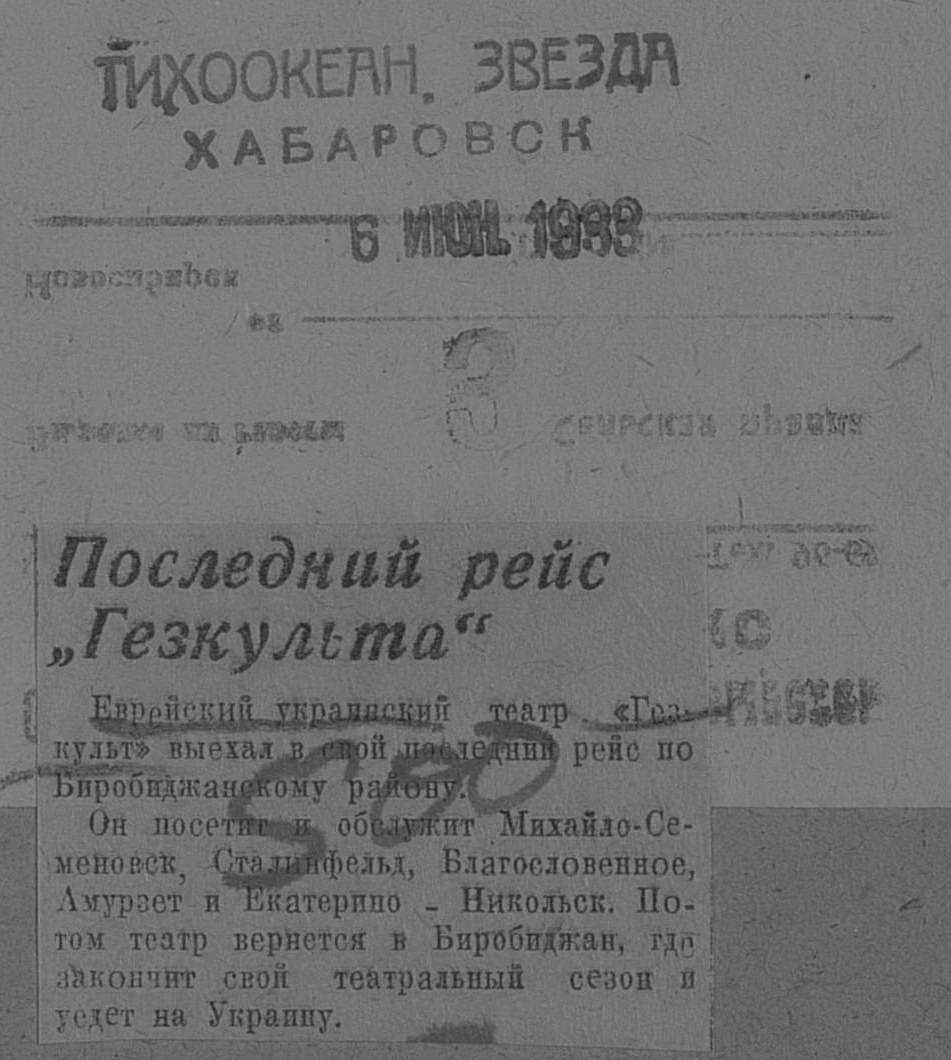 ТИХООКЕАН. ЗВЕЗДА
ХАБАРОВСК
6 ИЮН. 1933
Последний рейс
„Гезкульта“
Еврейский украинский театр «Гез-
культ» выехал в свой последний рейс по
Биробиджанскому району.
Он посетит и обслужит Михайло-Се-
меновск, Сталинфельд, Благословенное,
Амурзет и Екатерино - Никольск. По-
том театр вернется в Биробиджан, где
закончит свой театральный сезон и
уедет на Украину.